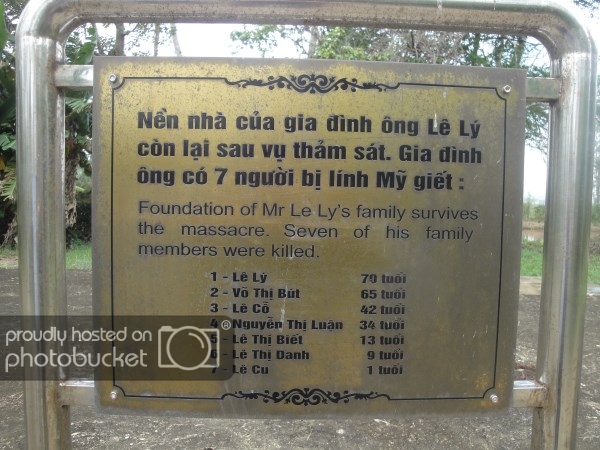 Nền nhà của gia đình ông Lê Lý
còn lại sau vụ thảm sát. Gia đình
ông có 7 người bị lính Mỹ giết :
Foundation of Mr Le Ly's family survives
the massacre. Seven of his family
members were killed.
1 - Lê Lý 79 tuổi
2 - Võ Thị Bút 65 tuổi
3 - Lê Cỗ 42 tuổi
4 - Nguyễn Thị Luận 34 tuổi
5 - Lê Thị Biết 13 tuổi
6 - Lê Thị Danh 9 tuổi
7 - Lê Cu 1 tuổi
proudly hosted on
photobucket®